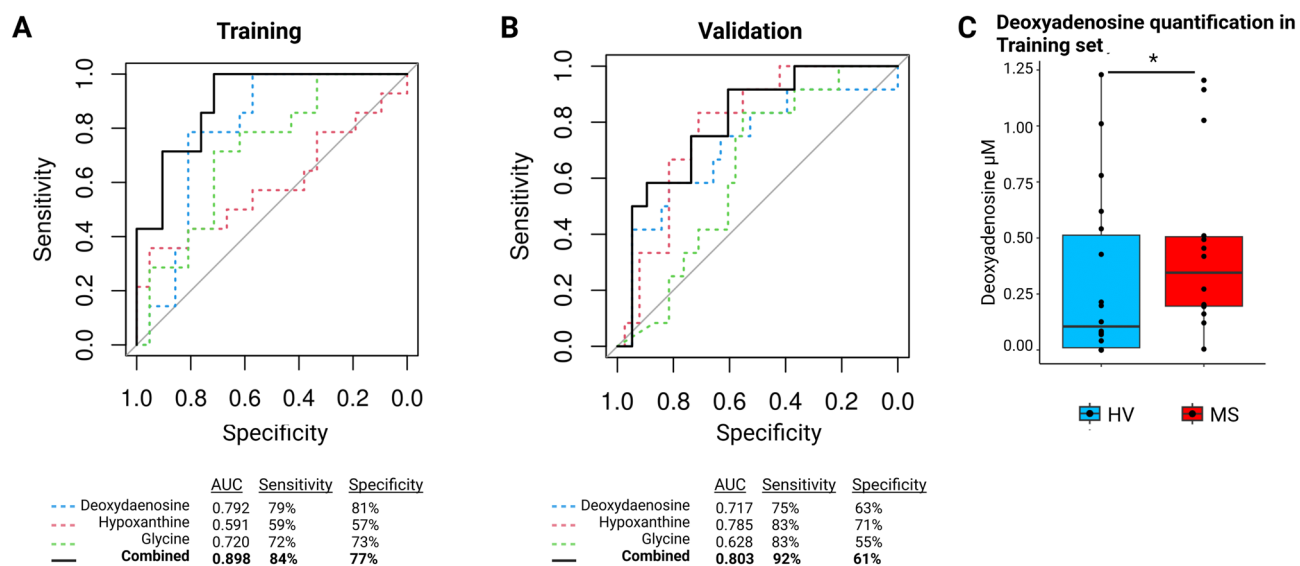 A
Training
1.0
0.8
0.6
0.4
0.2
0.0
Sensitivity
1.0 0.8 0.6 0.4 0.2 0.0
Specificity
AUC Sensitivity Specificity
Deoxydaenosine 0.792 79% 81%
Hypoxanthine 0.591 59% 57%
Glycine 0.720 72% 73%
Combined 0.898 84% 77%
B
Validation
1.0
0.8
0.6
0.4
0.2
0.0
Sensitivity
1.0 0.8 0.6 0.4 0.2 0.0
Specificity
AUC Sensitivity Specificity
Deoxydaenosine 0.717 75% 63%
Hypoxanthine 0.785 83% 71%
Glycine 0.628 83% 55%
Combined 0.803 92% 61%
C
Deoxyadenosine quantification in
Training set
*
1.25
1.00
0.75
0.50
0.25
0.00
Deoxyadenosine µM
HV MS